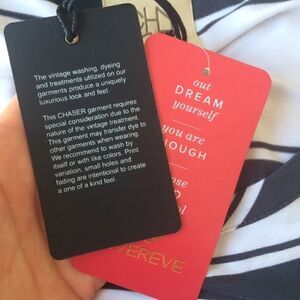 The vintage washing, dyeing
and treatments utilized on our
garments produce a uniquely
luxurious look and feel.
This CHASER garment requires
special consideration due to the
nature of the vintage treatment.
This garment may transfer dye to
other garments when wearing.
We recommend to wash by
itself or with like colors. Print
variation, small holes and
fading are intentional to create
a one of a kind feel.
out
DREAM
yourself
you are
OUGH
EVEREVE